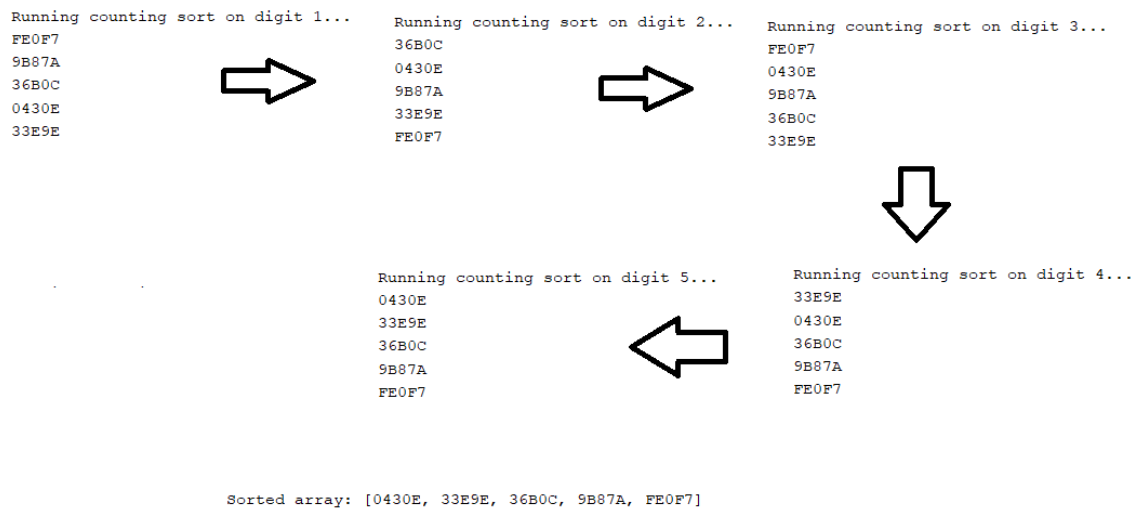 Running counting sort on digit 1...
FE0F7
9B87A
36B0C
0430E
33E9E
Running counting sort on digit 2...
36B0C
0430E
9B87A
33E9E
FE0F7
Running counting sort on digit 3...
FE0F7
0430E
9B87A
36B0C
33E9E
Running counting sort on digit 4...
33E9E
0430E
36B0C
9B87A
FE0F7
Running counting sort on digit 5...
0430E
33E9E
36B0C
9B87A
FE0F7
Sorted array: [0430E, 33E9E, 36B0C, 9B87A, FE0F7]